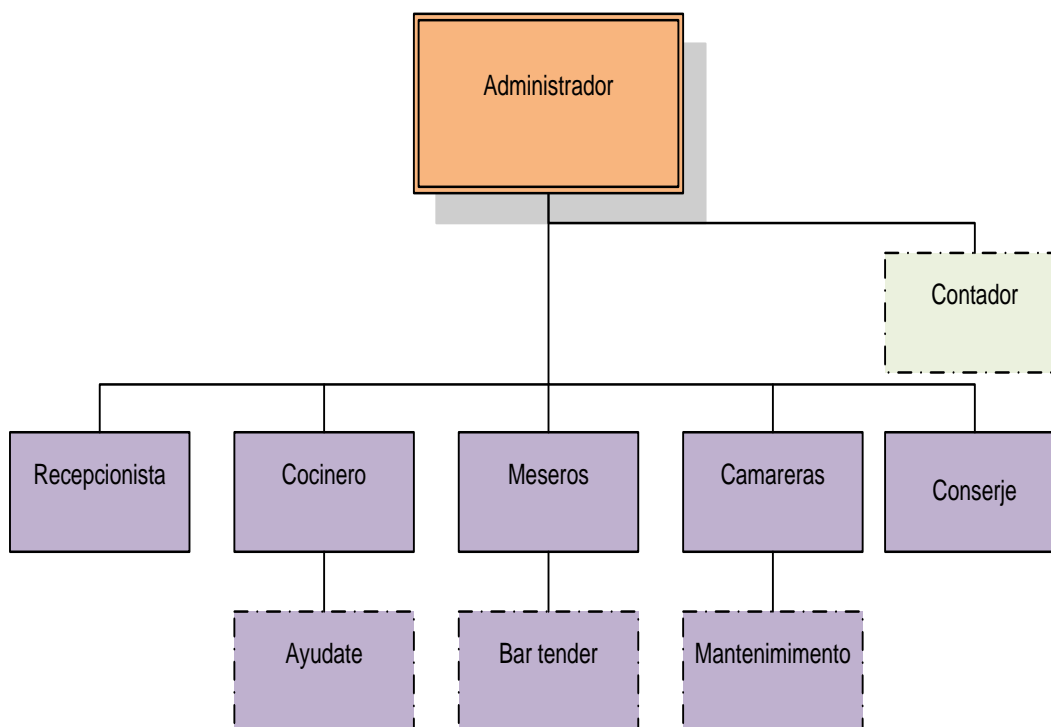 Administrador
Contador
Recepcionista
Cocinero
Meseros
Camareras
Conserje
Ayudate
Bar tender
Mantenimimento